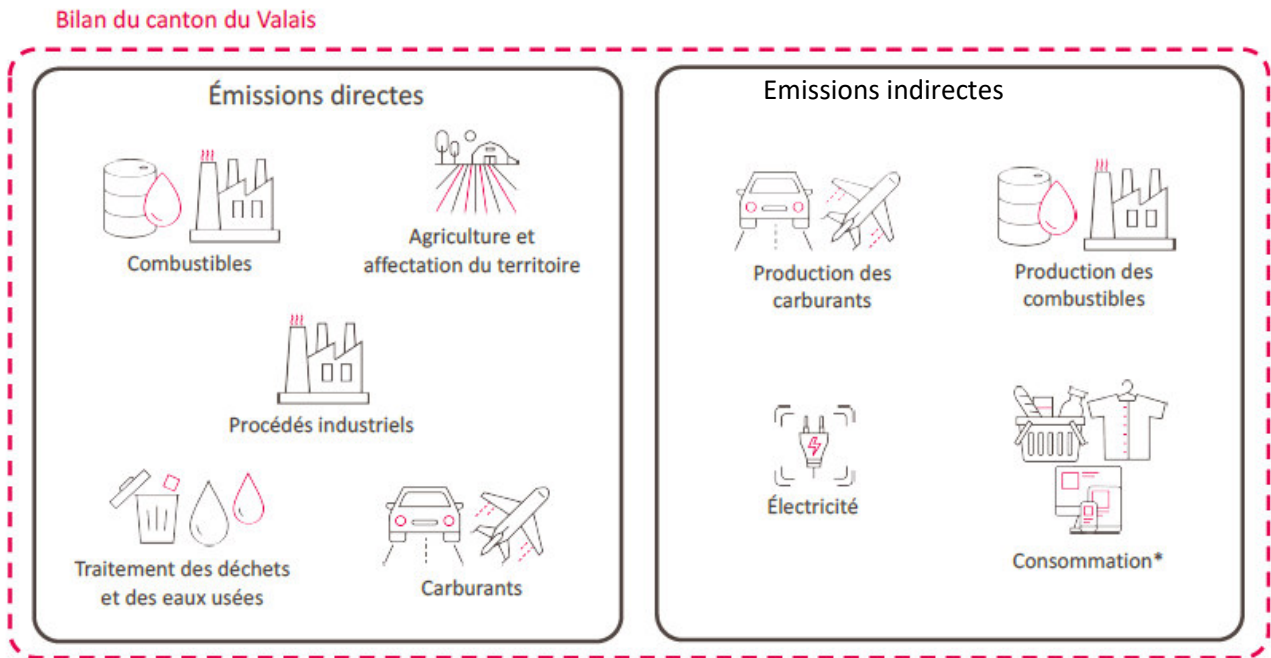 Bilan du canton du Valais
Émissions directes
Combustibles
Agriculture et
affectation du territoire
Procédés industriels
Traitement des déchets
et des eaux usées
Carburants
Emissions indirectes
Production des
carburants
Production des
combustibles
Électricité
Consommation*